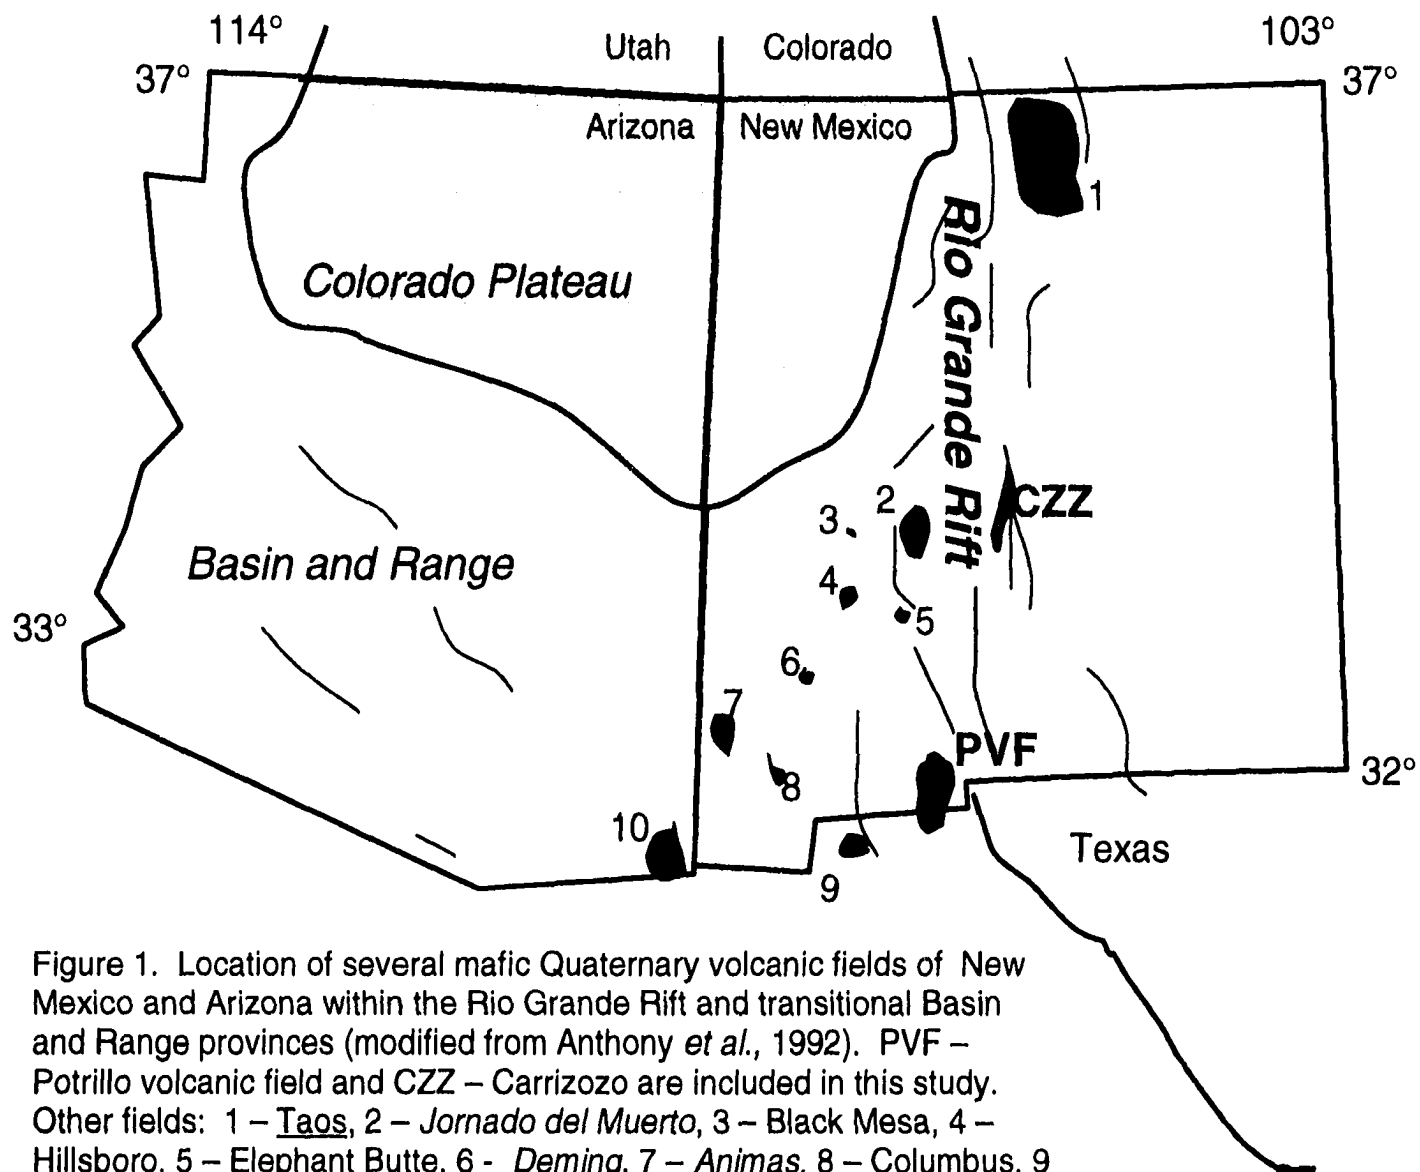 114° 103°
Utah Colorado
37° 37°
Arizona New Mexico
1
Rio Grande Rift
Colorado Plateau
2 CZZ
3
Basin and Range
4
33° 5
6
7
PVF
32°
8
10
Texas
9
Figure 1. Location of several mafic Quaternary volcanic fields of New
Mexico and Arizona within the Rio Grande Rift and transitional Basin
and Range provinces (modified from Anthony et al., 1992). PVF –
Potrillo volcanic field and CZZ – Carrizozo are included in this study.
Other fields: 1 – Taos, 2 – Jornado del Muerto, 3 – Black Mesa, 4 –
Hillsboro, 5 – Elephant Butte, 6 - Deming, 7 – Animas, 8 – Columbus, 9